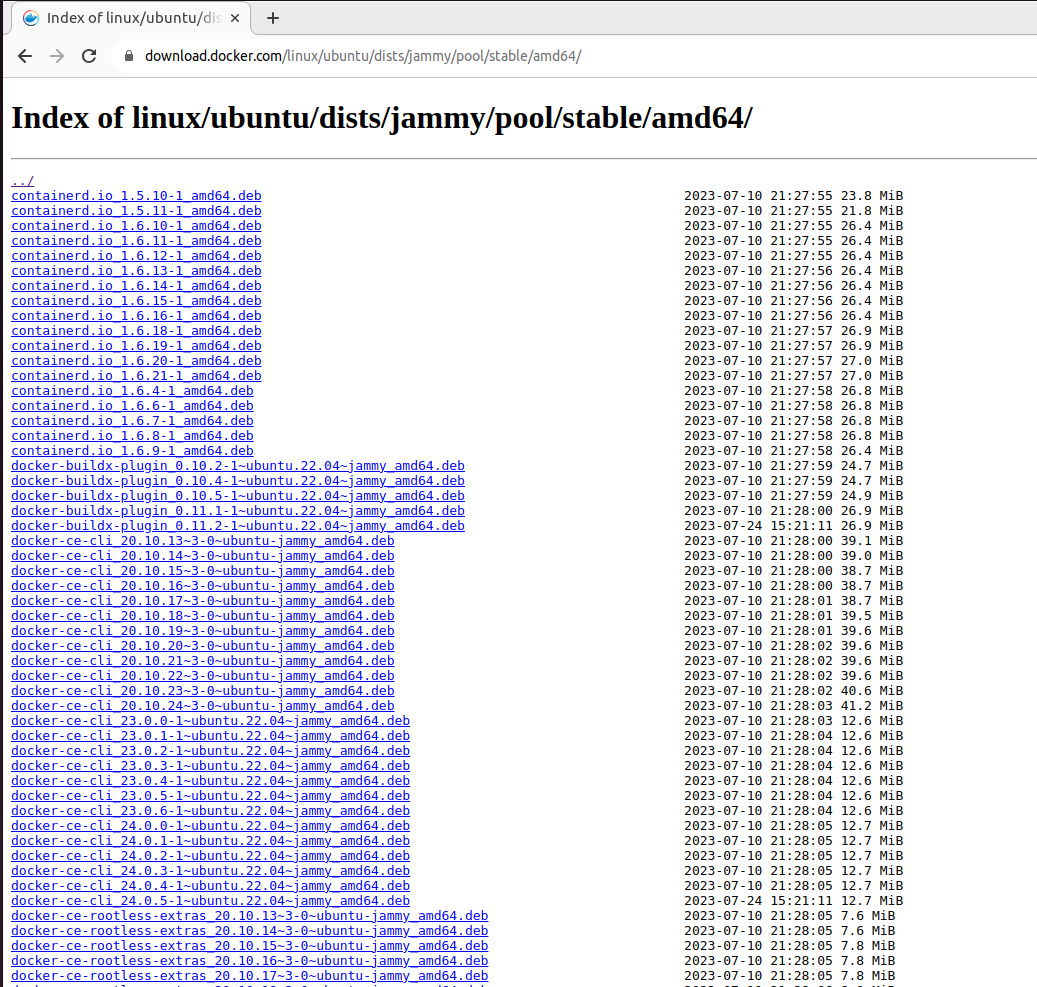 Index of linux/ubuntu/dis
download.docker.com/linux/ubuntu/dists/jammy/pool/stable/amd64/
Index of linux/ubuntu/dists/jammy/pool/stable/amd64/
../
containerd.io_1.5.10-1_amd64.deb 2023-07-10 21:27:55 23.8 MiB
containerd.io_1.5.11-1_amd64.deb 2023-07-10 21:27:55 21.8 MiB
containerd.io_1.6.10-1_amd64.deb 2023-07-10 21:27:55 26.4 MiB
containerd.io_1.6.11-1_amd64.deb 2023-07-10 21:27:55 26.4 MiB
containerd.io_1.6.12-1_amd64.deb 2023-07-10 21:27:55 26.4 MiB
containerd.io_1.6.13-1_amd64.deb 2023-07-10 21:27:56 26.4 MiB
containerd.io_1.6.14-1_amd64.deb 2023-07-10 21:27:56 26.4 MiB
containerd.io_1.6.15-1_amd64.deb 2023-07-10 21:27:56 26.4 MiB
containerd.io_1.6.16-1_amd64.deb 2023-07-10 21:27:56 26.4 MiB
containerd.io_1.6.18-1_amd64.deb 2023-07-10 21:27:57 26.9 MiB
containerd.io_1.6.19-1_amd64.deb 2023-07-10 21:27:57 26.9 MiB
containerd.io_1.6.20-1_amd64.deb 2023-07-10 21:27:57 27.0 MiB
containerd.io_1.6.21-1_amd64.deb 2023-07-10 21:27:57 27.0 MiB
containerd.io_1.6.4-1_amd64.deb 2023-07-10 21:27:58 26.8 MiB
containerd.io_1.6.6-1_amd64.deb 2023-07-10 21:27:58 26.8 MiB
containerd.io_1.6.7-1_amd64.deb 2023-07-10 21:27:58 26.8 MiB
containerd.io_1.6.8-1_amd64.deb 2023-07-10 21:27:58 26.8 MiB
containerd.io_1.6.9-1_amd64.deb 2023-07-10 21:27:58 26.4 MiB
docker-buildx-plugin_0.10.2-1~ubuntu.22.04~jammy_amd64.deb 2023-07-10 21:27:59 24.7 MiB
docker-buildx-plugin_0.10.4-1~ubuntu.22.04~jammy_amd64.deb 2023-07-10 21:27:59 24.7 MiB
docker-buildx-plugin_0.10.5-1~ubuntu.22.04~jammy_amd64.deb 2023-07-10 21:27:59 24.9 MiB
docker-buildx-plugin_0.11.1-1~ubuntu.22.04~jammy_amd64.deb 2023-07-10 21:28:00 26.9 MiB
docker-buildx-plugin_0.11.2-1~ubuntu.22.04~jammy_amd64.deb 2023-07-24 15:21:11 26.9 MiB
docker-ce-cli_20.10.13~3-0~ubuntu-jammy_amd64.deb 2023-07-10 21:28:00 39.1 MiB
docker-ce-cli_20.10.14~3-0~ubuntu-jammy_amd64.deb 2023-07-10 21:28:00 39.0 MiB
docker-ce-cli_20.10.15~3-0~ubuntu-jammy_amd64.deb 2023-07-10 21:28:00 38.7 MiB
docker-ce-cli_20.10.16~3-0~ubuntu-jammy_amd64.deb 2023-07-10 21:28:00 38.7 MiB
docker-ce-cli_20.10.17~3-0~ubuntu-jammy_amd64.deb 2023-07-10 21:28:01 38.7 MiB
docker-ce-cli_20.10.18~3-0~ubuntu-jammy_amd64.deb 2023-07-10 21:28:01 39.5 MiB
docker-ce-cli_20.10.19~3-0~ubuntu-jammy_amd64.deb 2023-07-10 21:28:01 39.6 MiB
docker-ce-cli_20.10.20~3-0~ubuntu-jammy_amd64.deb 2023-07-10 21:28:02 39.6 MiB
docker-ce-cli_20.10.21~3-0~ubuntu-jammy_amd64.deb 2023-07-10 21:28:02 39.6 MiB
docker-ce-cli_20.10.22~3-0~ubuntu-jammy_amd64.deb 2023-07-10 21:28:02 39.6 MiB
docker-ce-cli_20.10.23~3-0~ubuntu-jammy_amd64.deb 2023-07-10 21:28:02 40.6 MiB
docker-ce-cli_20.10.24~3-0~ubuntu-jammy_amd64.deb 2023-07-10 21:28:03 41.2 MiB
docker-ce-cli_23.0.0-1~ubuntu.22.04~jammy_amd64.deb 2023-07-10 21:28:03 12.6 MiB
docker-ce-cli_23.0.1-1~ubuntu.22.04~jammy_amd64.deb 2023-07-10 21:28:04 12.6 MiB
docker-ce-cli_23.0.2-1~ubuntu.22.04~jammy_amd64.deb 2023-07-10 21:28:04 12.6 MiB
docker-ce-cli_23.0.3-1~ubuntu.22.04~jammy_amd64.deb 2023-07-10 21:28:04 12.6 MiB
docker-ce-cli_23.0.4-1~ubuntu.22.04~jammy_amd64.deb 2023-07-10 21:28:04 12.6 MiB
docker-ce-cli_23.0.5-1~ubuntu.22.04~jammy_amd64.deb 2023-07-10 21:28:04 12.6 MiB
docker-ce-cli_23.0.6-1~ubuntu.22.04~jammy_amd64.deb 2023-07-10 21:28:04 12.6 MiB
docker-ce-cli_24.0.0-1~ubuntu.22.04~jammy_amd64.deb 2023-07-10 21:28:05 12.7 MiB
docker-ce-cli_24.0.1-1~ubuntu.22.04~jammy_amd64.deb 2023-07-10 21:28:05 12.7 MiB
docker-ce-cli_24.0.2-1~ubuntu.22.04~jammy_amd64.deb 2023-07-10 21:28:05 12.7 MiB
docker-ce-cli_24.0.3-1~ubuntu.22.04~jammy_amd64.deb 2023-07-10 21:28:05 12.7 MiB
docker-ce-cli_24.0.4-1~ubuntu.22.04~jammy_amd64.deb 2023-07-10 21:28:05 12.7 MiB
docker-ce-cli_24.0.5-1~ubuntu.22.04~jammy_amd64.deb 2023-07-24 15:21:11 12.7 MiB
docker-ce-rootless-extras_20.10.13~3-0~ubuntu-jammy_amd64.deb 2023-07-10 21:28:05 7.6 MiB
docker-ce-rootless-extras_20.10.14~3-0~ubuntu-jammy_amd64.deb 2023-07-10 21:28:05 7.6 MiB
docker-ce-rootless-extras_20.10.15~3-0~ubuntu-jammy_amd64.deb 2023-07-10 21:28:05 7.8 MiB
docker-ce-rootless-extras_20.10.16~3-0~ubuntu-jammy_amd64.deb 2023-07-10 21:28:05 7.8 MiB
docker-ce-rootless-extras_20.10.17~3-0~ubuntu-jammy_amd64.deb 2023-07-10 21:28:05 7.8 MiB